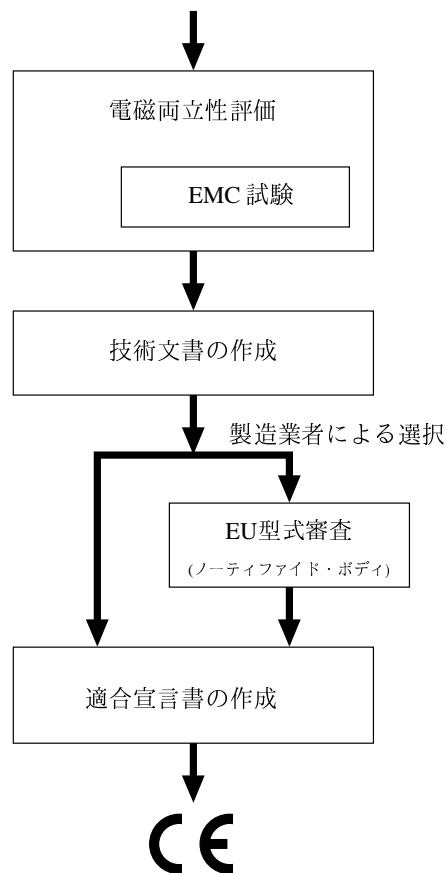 電磁両立性評価
EMC 試験
技術文書の作成
製造業者による選択
EU型式審査
(ノーティファイド・ボディ)
適合宣言書の作成
CE